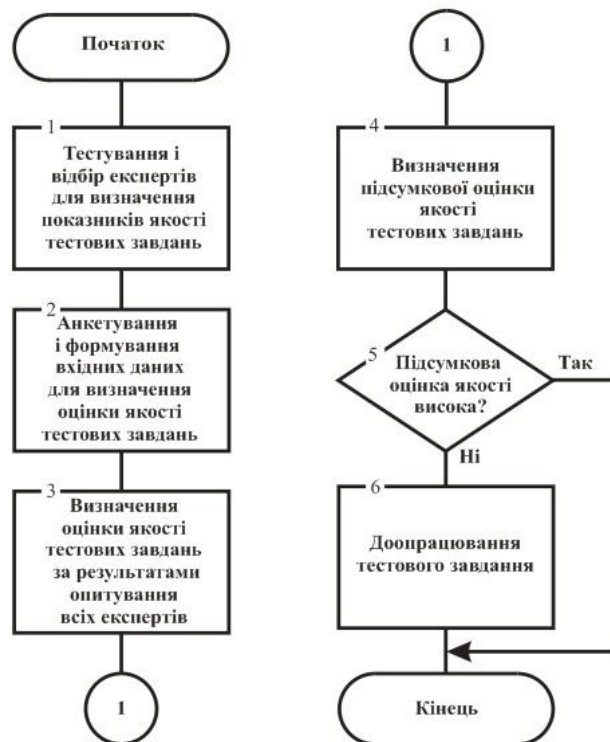 Початок
1
Тестування і
відбір експертів
для визначення
показників якості
тестових завдань
2
Анкетування
і формування
вхідних даних
для визначення
оцінки якості
тестових завдань
3
Визначення
оцінки якості
тестових завдань
за результатами
опитування
всіх експертів
1
1
4
Визначення
підсумкової оцінки
якості
тестових завдань
5
Підсумкова
оцінка якості
висока?
Так
Ні
6
Доопрацювання
тестового завдання
Кінець